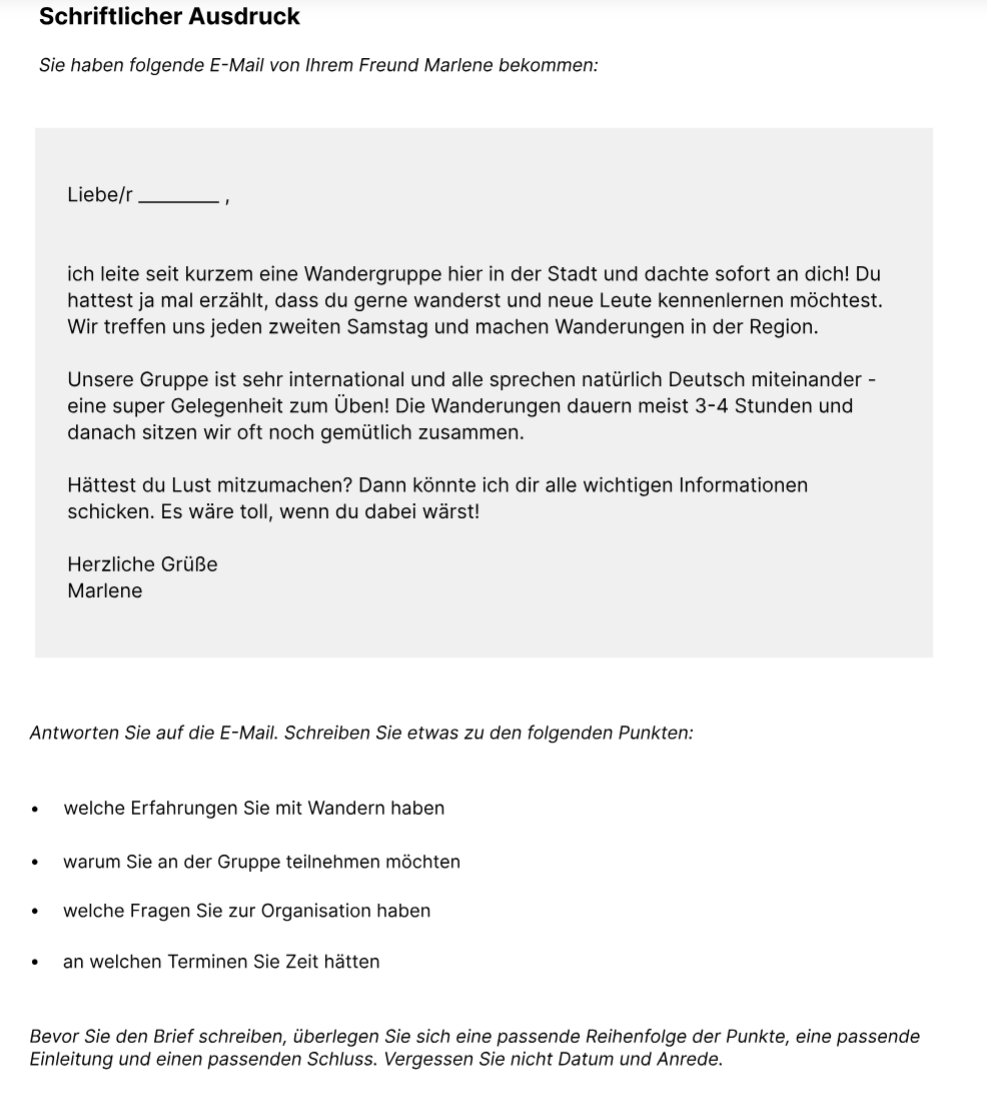 Schriftlicher Ausdruck
Sie haben folgende E-Mail von Ihrem Freund Marlene bekommen:
Liebe/r ________ ,
ich leite seit kurzem eine Wandergruppe hier in der Stadt und dachte sofort an dich! Du
hattest ja mal erzählt, dass du gerne wanderst und neue Leute kennenlernen möchtest.
Wir treffen uns jeden zweiten Samstag und machen Wanderungen in der Region.
Unsere Gruppe ist sehr international und alle sprechen natürlich Deutsch miteinander -
eine super Gelegenheit zum Üben! Die Wanderungen dauern meist 3-4 Stunden und
danach sitzen wir oft noch gemütlich zusammen.
Hättest du Lust mitzumachen? Dann könnte ich dir alle wichtigen Informationen
schicken. Es wäre toll, wenn du dabei wärst!
Herzliche Grüße
Marlene
Antworten Sie auf die E-Mail. Schreiben Sie etwas zu den folgenden Punkten:
• welche Erfahrungen Sie mit Wandern haben
• warum Sie an der Gruppe teilnehmen möchten
• welche Fragen Sie zur Organisation haben
• an welchen Terminen Sie Zeit hätten
Bevor Sie den Brief schreiben, überlegen Sie sich eine passende Reihenfolge der Punkte, eine passende
Einleitung und einen passenden Schluss. Vergessen Sie nicht Datum und Anrede.